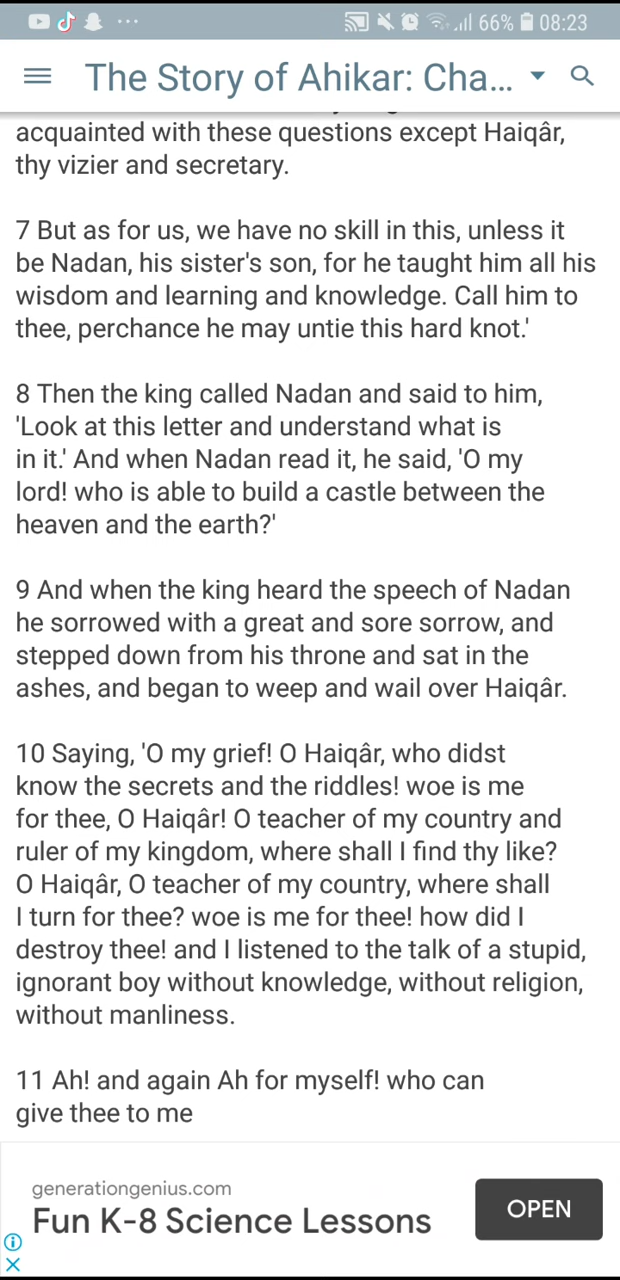 66% 08:23
The Story of Ahikar: Cha...
acquainted with these questions except Haiqâr,
thy vizier and secretary.
7 But as for us, we have no skill in this, unless it
be Nadan, his sister's son, for he taught him all his
wisdom and learning and knowledge. Call him to
thee, perchance he may untie this hard knot.'
8 Then the king called Nadan and said to him,
'Look at this letter and understand what is
in it.' And when Nadan read it, he said, 'O my
lord! who is able to build a castle between the
heaven and the earth?'
9 And when the king heard the speech of Nadan
he sorrowed with a great and sore sorrow, and
stepped down from his throne and sat in the
ashes, and began to weep and wail over Haiqâr.
10 Saying, 'O my grief! O Haiqâr, who didst
know the secrets and the riddles! woe is me
for thee, O Haiqâr! O teacher of my country and
ruler of my kingdom, where shall I find thy like?
O Haiqâr, O teacher of my country, where shall
I turn for thee? woe is me for thee! how did I
destroy thee! and I listened to the talk of a stupid,
ignorant boy without knowledge, without religion,
without manliness.
11 Ah! and again Ah for myself! who can
give thee to me
generationgenius.com
Fun K-8 Science Lessons
OPEN